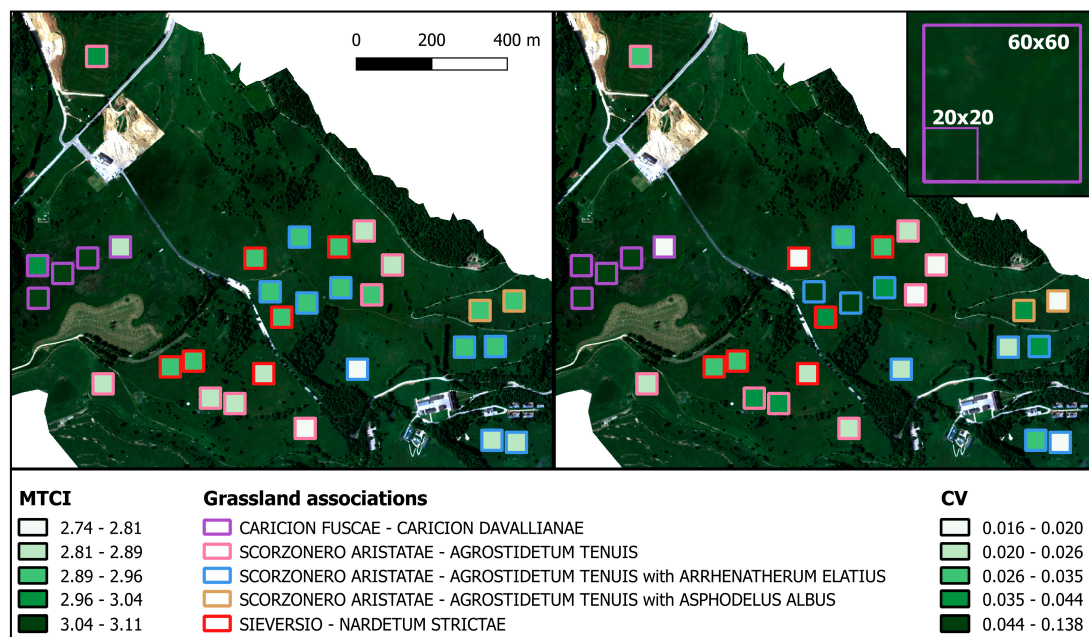 0 200 400 m
60x60
20x20
MTCI
2.74 - 2.81
2.81 - 2.89
2.89 - 2.96
2.96 - 3.04
3.04 - 3.11
Grassland associations
CARICION FUSCAE - CARICION DAVALLIANAE
SCORZONERO ARISTATAE - AGROSTIDETUM TENUIS
SCORZONERO ARISTATAE - AGROSTIDETUM TENUIS with ARRHENATHERUM ELATIUS
SCORZONERO ARISTATAE - AGROSTIDETUM TENUIS with ASPHODELUS ALBUS
SIEVERSIO - NARDETUM STRICTAE
CV
0.016 - 0.020
0.020 - 0.026
0.026 - 0.035
0.035 - 0.044
0.044 - 0.138